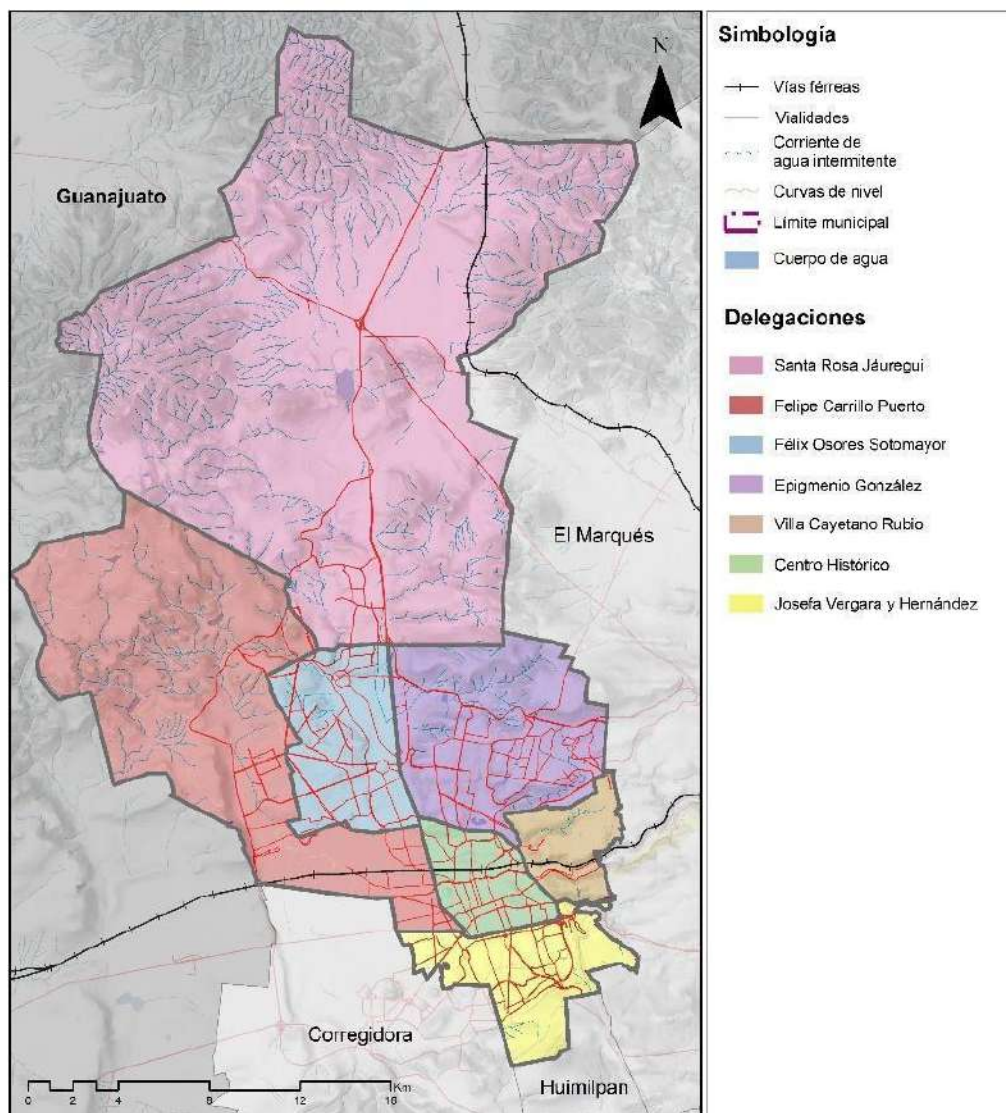 N
Guanajuato
El Marqués
Corregidora
Huimilpan
Km
0 2 4 8 12 16
Simbología
Vías férreas
Vialidades
Corriente de
agua intermitente
Curvas de nivel
Límite municipal
Cuerpo de agua
Delegaciones
Santa Rosa Jáuregui
Felipe Carrillo Puerto
Félix Osores Sotomayor
Epigmenio González
Villa Cayetano Rubio
Centro Histórico
Josefa Vergara y Hernández